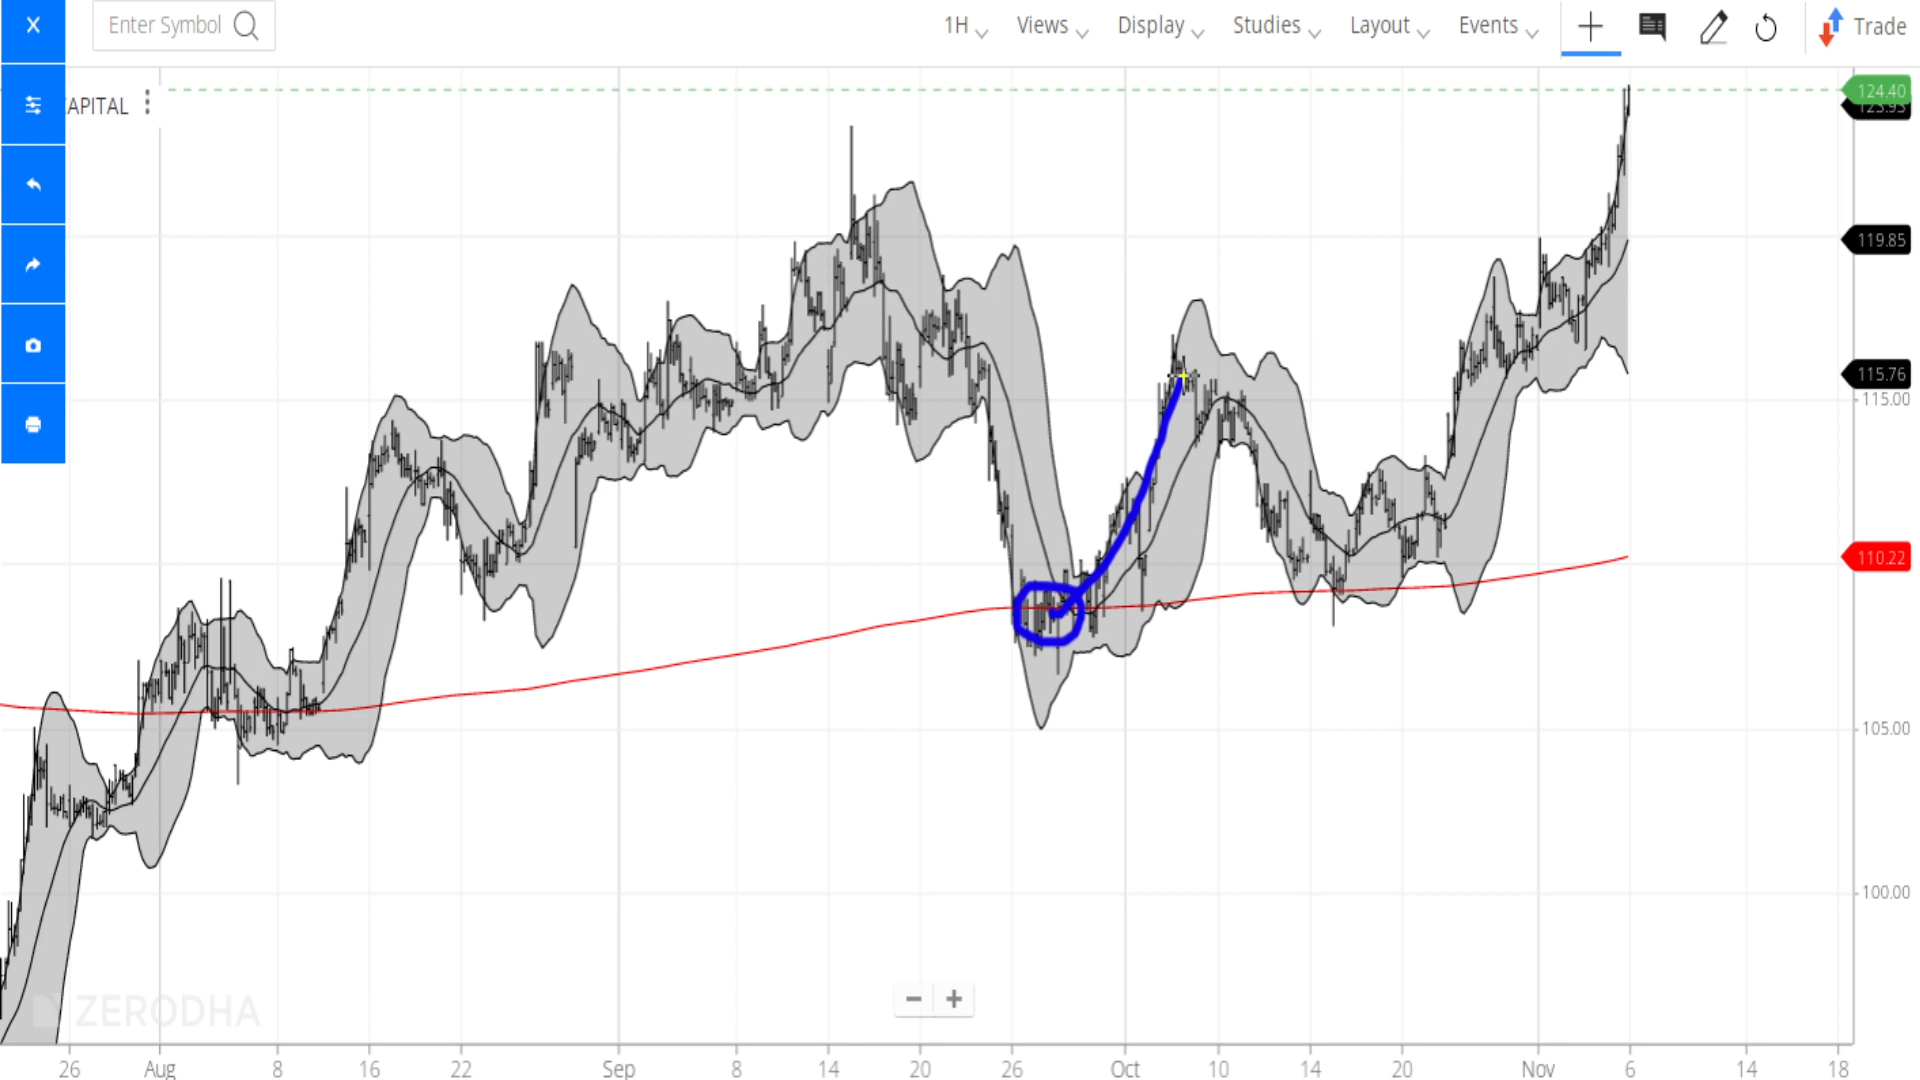 X
Enter Symbol
1H
Views
Display
Studies
Layout
Events
Trade
APITAL
124.40
123.93
119.85
115.76
115.00
110.22
105.00
100.00
ZERODHA
26 Aug 8 16 22 Sep 8 14 20 26 Oct 10 14 20 Nov 6 14 18